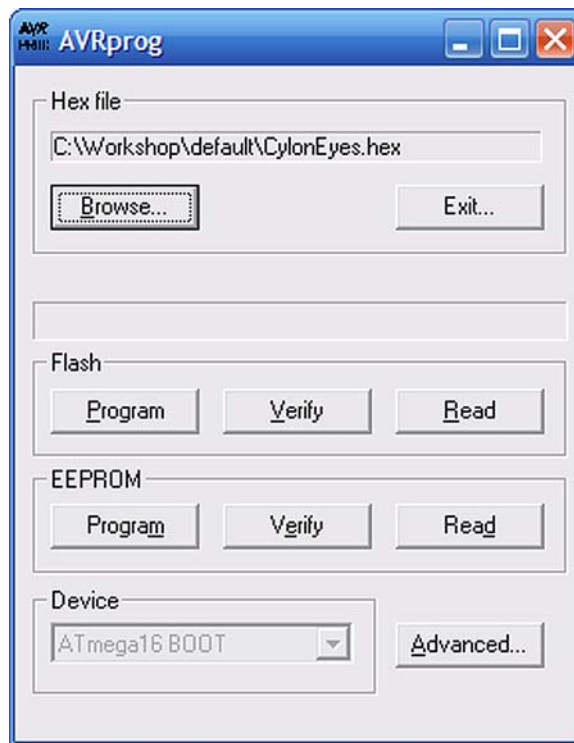 AVRprog
Hex file
C:\Workshop\default\CylonEyes.hex
Browse... Exit...
Flash
Program Verify Read
EEPROM
Program Verify Read
Device
ATmega16 BOOT Advanced...